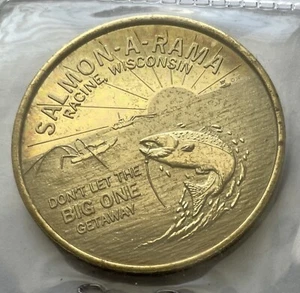 SALMON-A-RAMA
RACINE, WISCONSIN
DON'T LET THE
BIG ONE
GETAWAY